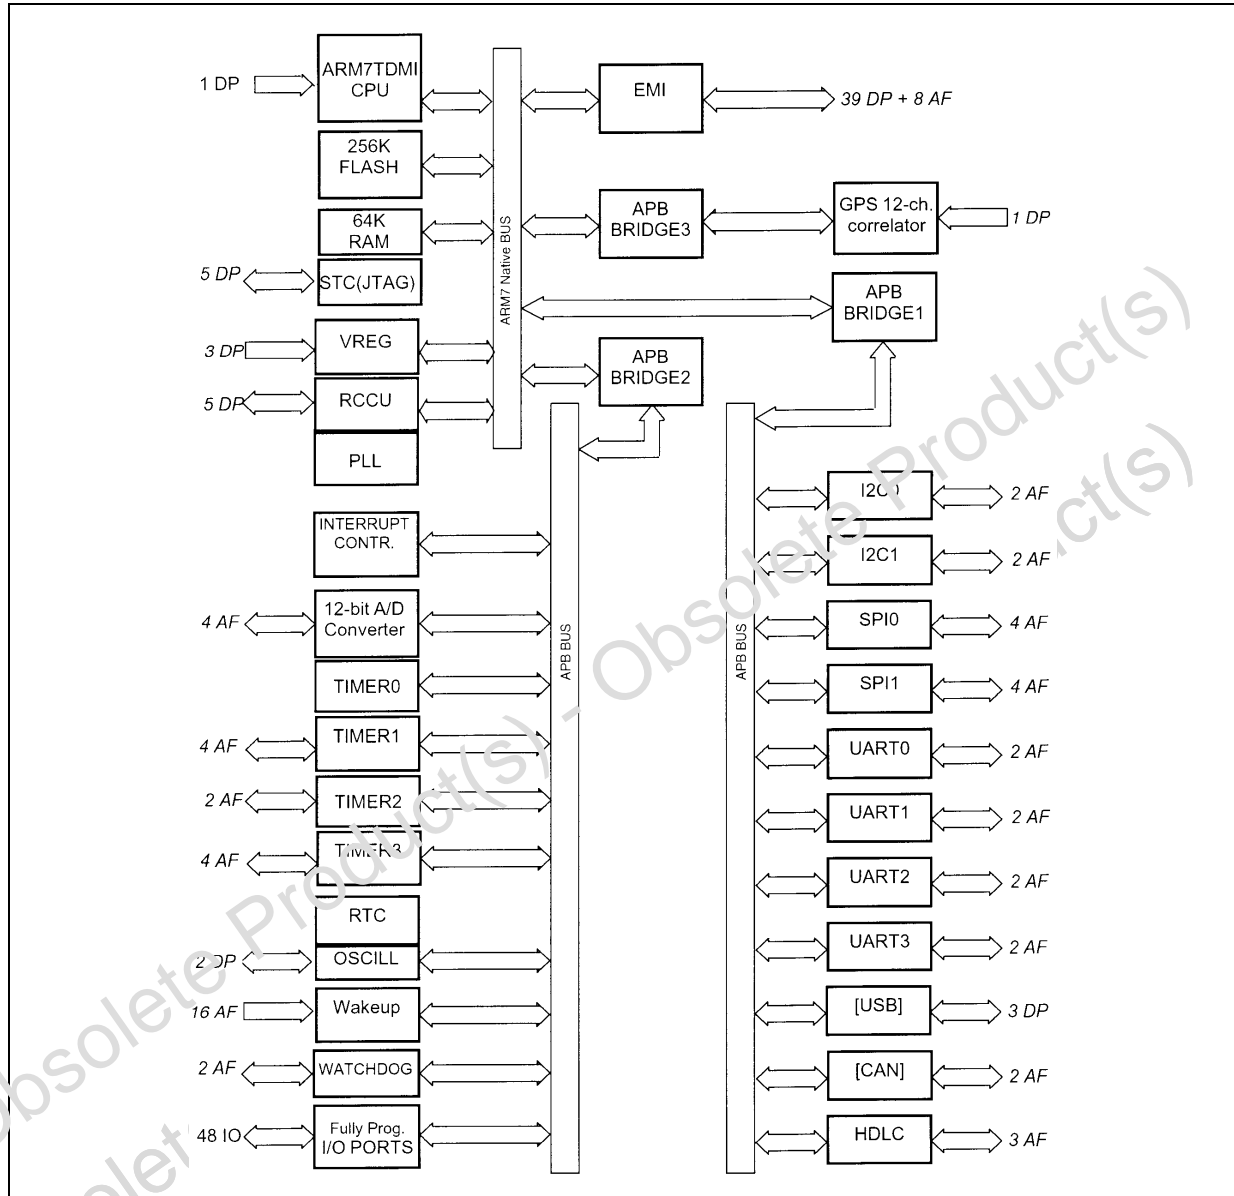 1 DP
ARM7TDMI
CPU
EMI
39 DP + 8 AF
256K
FLASH
64K
RAM
APB
BRIDGE3
GPS 12-ch.
correlator
1 DP
5 DP
STC(JTAG)
ARM7 Native BUS
APB
BRIDGE1
3 DP
VREG
APB
BRIDGE2
5 DP
RCCU
PLL
INTERRUPT
CONTR.
4 AF
12-bit A/D
Converter
TIMER0
4 AF
TIMER1
2 AF
TIMER2
4 AF
TIMER3
RTC
2 DP
OSCILL
16 AF
Wakeup
2 AF
WATCHDOG
48 IO
Fully Prog.
I/O PORTS
APB BUS
APB BUS
I2C0
2 AF
I2C1
2 AF
SPI0
4 AF
SPI1
4 AF
UART0
2 AF
UART1
2 AF
UART2
2 AF
UART3
2 AF
[USB]
3 DP
[CAN]
2 AF
HDLC
3 AF
Obsolete Product(s) - Obsolete Product(s)